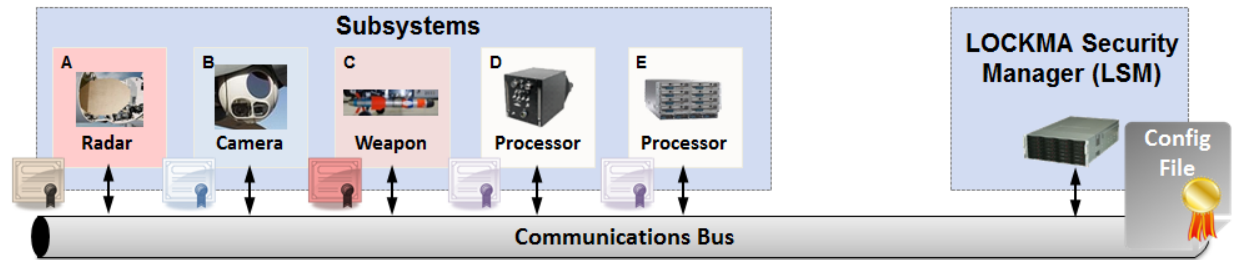 Subsystems
A
Radar
B
Camera
C
Weapon
D
Processor
E
Processor
LOCKMA Security
Manager (LSM)
Config
File
Communications Bus